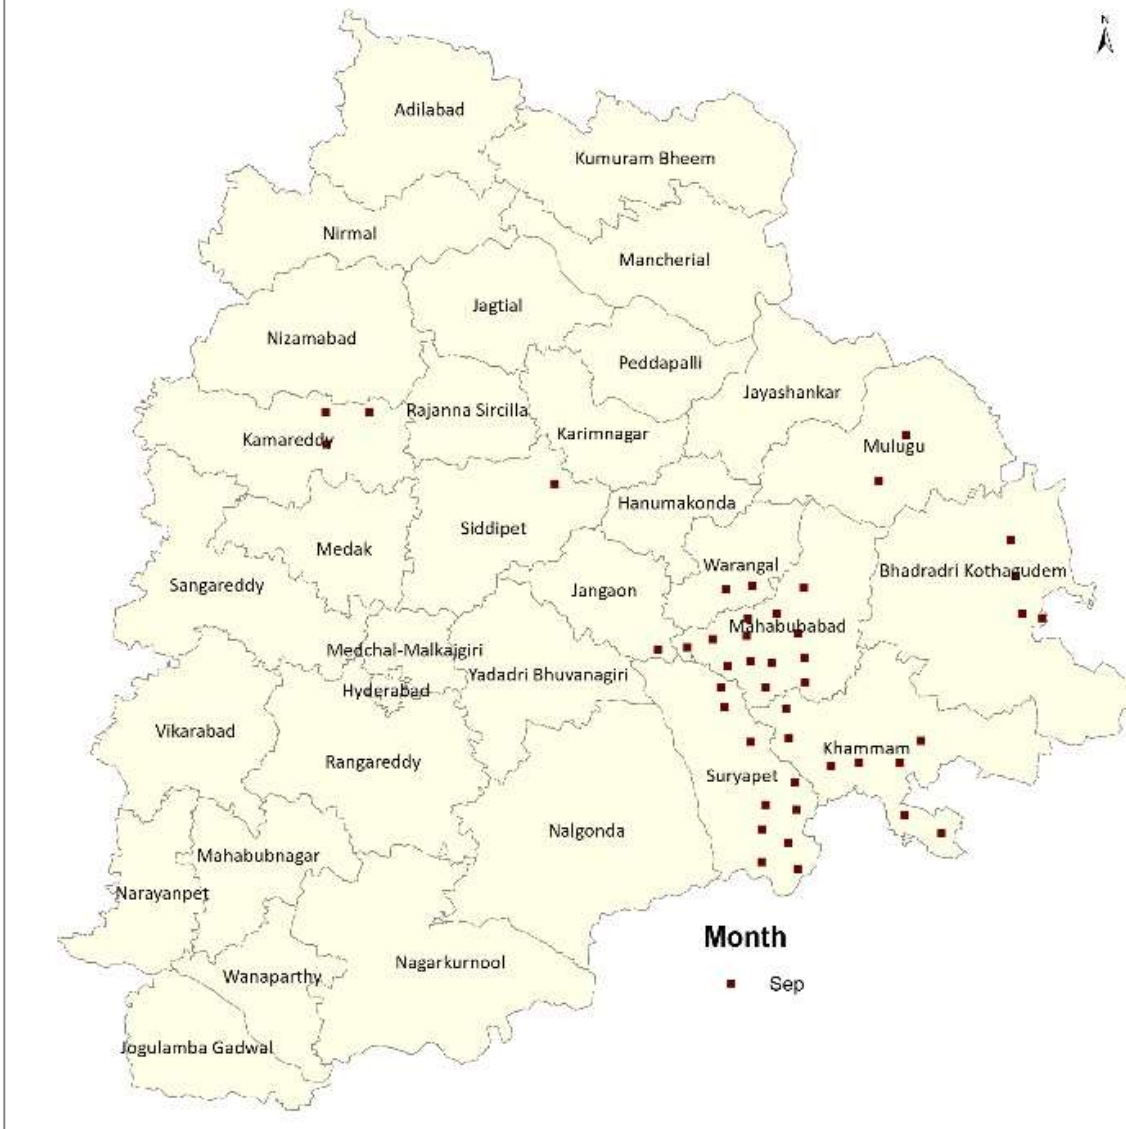 N
Adilabad
Kumuram Bheem
Nirmal
Mancherial
Jagtial
Nizamabad
Peddapalli
Jayashankar
Rajanna Sircilla
Kamareddy
Karimnagar
Mulugu
Hanumakonda
Siddipet
Medak
Warangal
Bhadradri Kothagudem
Sangareddy
Jangaon
Mahabubabad
Medchal-Malkajgiri
Yadadri Bhuvanagiri
Hyderabad
Vikarabad
Khammam
Rangareddy
Suryapet
Nalgonda
Mahabubnagar
Narayanpet
Month
Nagarkurnool
Wanaparthy
Sep
Jogulamba Gadwal